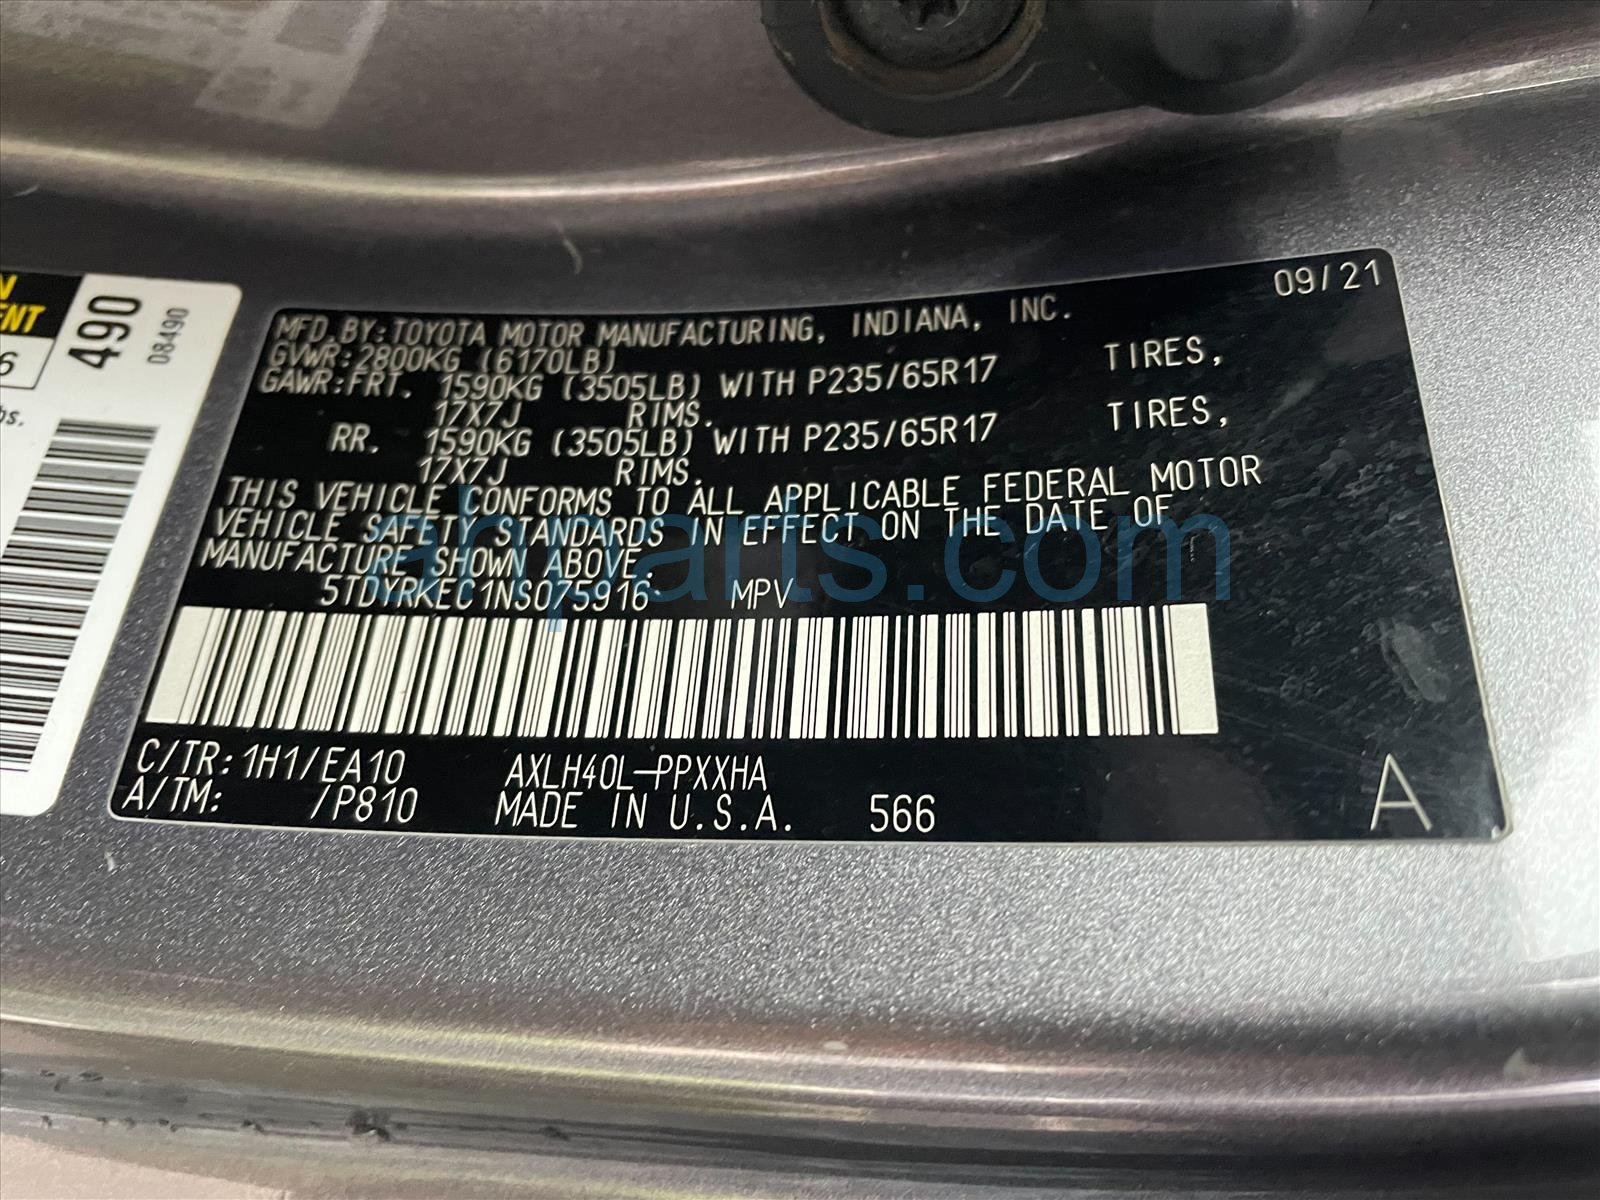 09/21
MFD.BY:TOYOTA MOTOR MANUFACTURING, INDIANA, INC.
GVWR:2800KG (6170LB)
GAWR:FRT. 1590KG (3505LB) WITH P235/65R17 TIRES,
17X7J RIMS.
RR. 1590KG (3505LB) WITH P235/65R17 TIRES,
17X7J RIMS.
THIS VEHICLE CONFORMS TO ALL APPLICABLE FEDERAL MOTOR
VEHICLE SAFETY STANDARDS IN EFFECT ON THE DATE OF
MANUFACTURE SHOWN ABOVE.
5TDYRKEC1NS075916 MPV
C/TR:1H1/EA10 AXLH40L-PPXXHA
A/TM: /P810 MADE IN U.S.A. 566
A
490
08490
ahparts.com